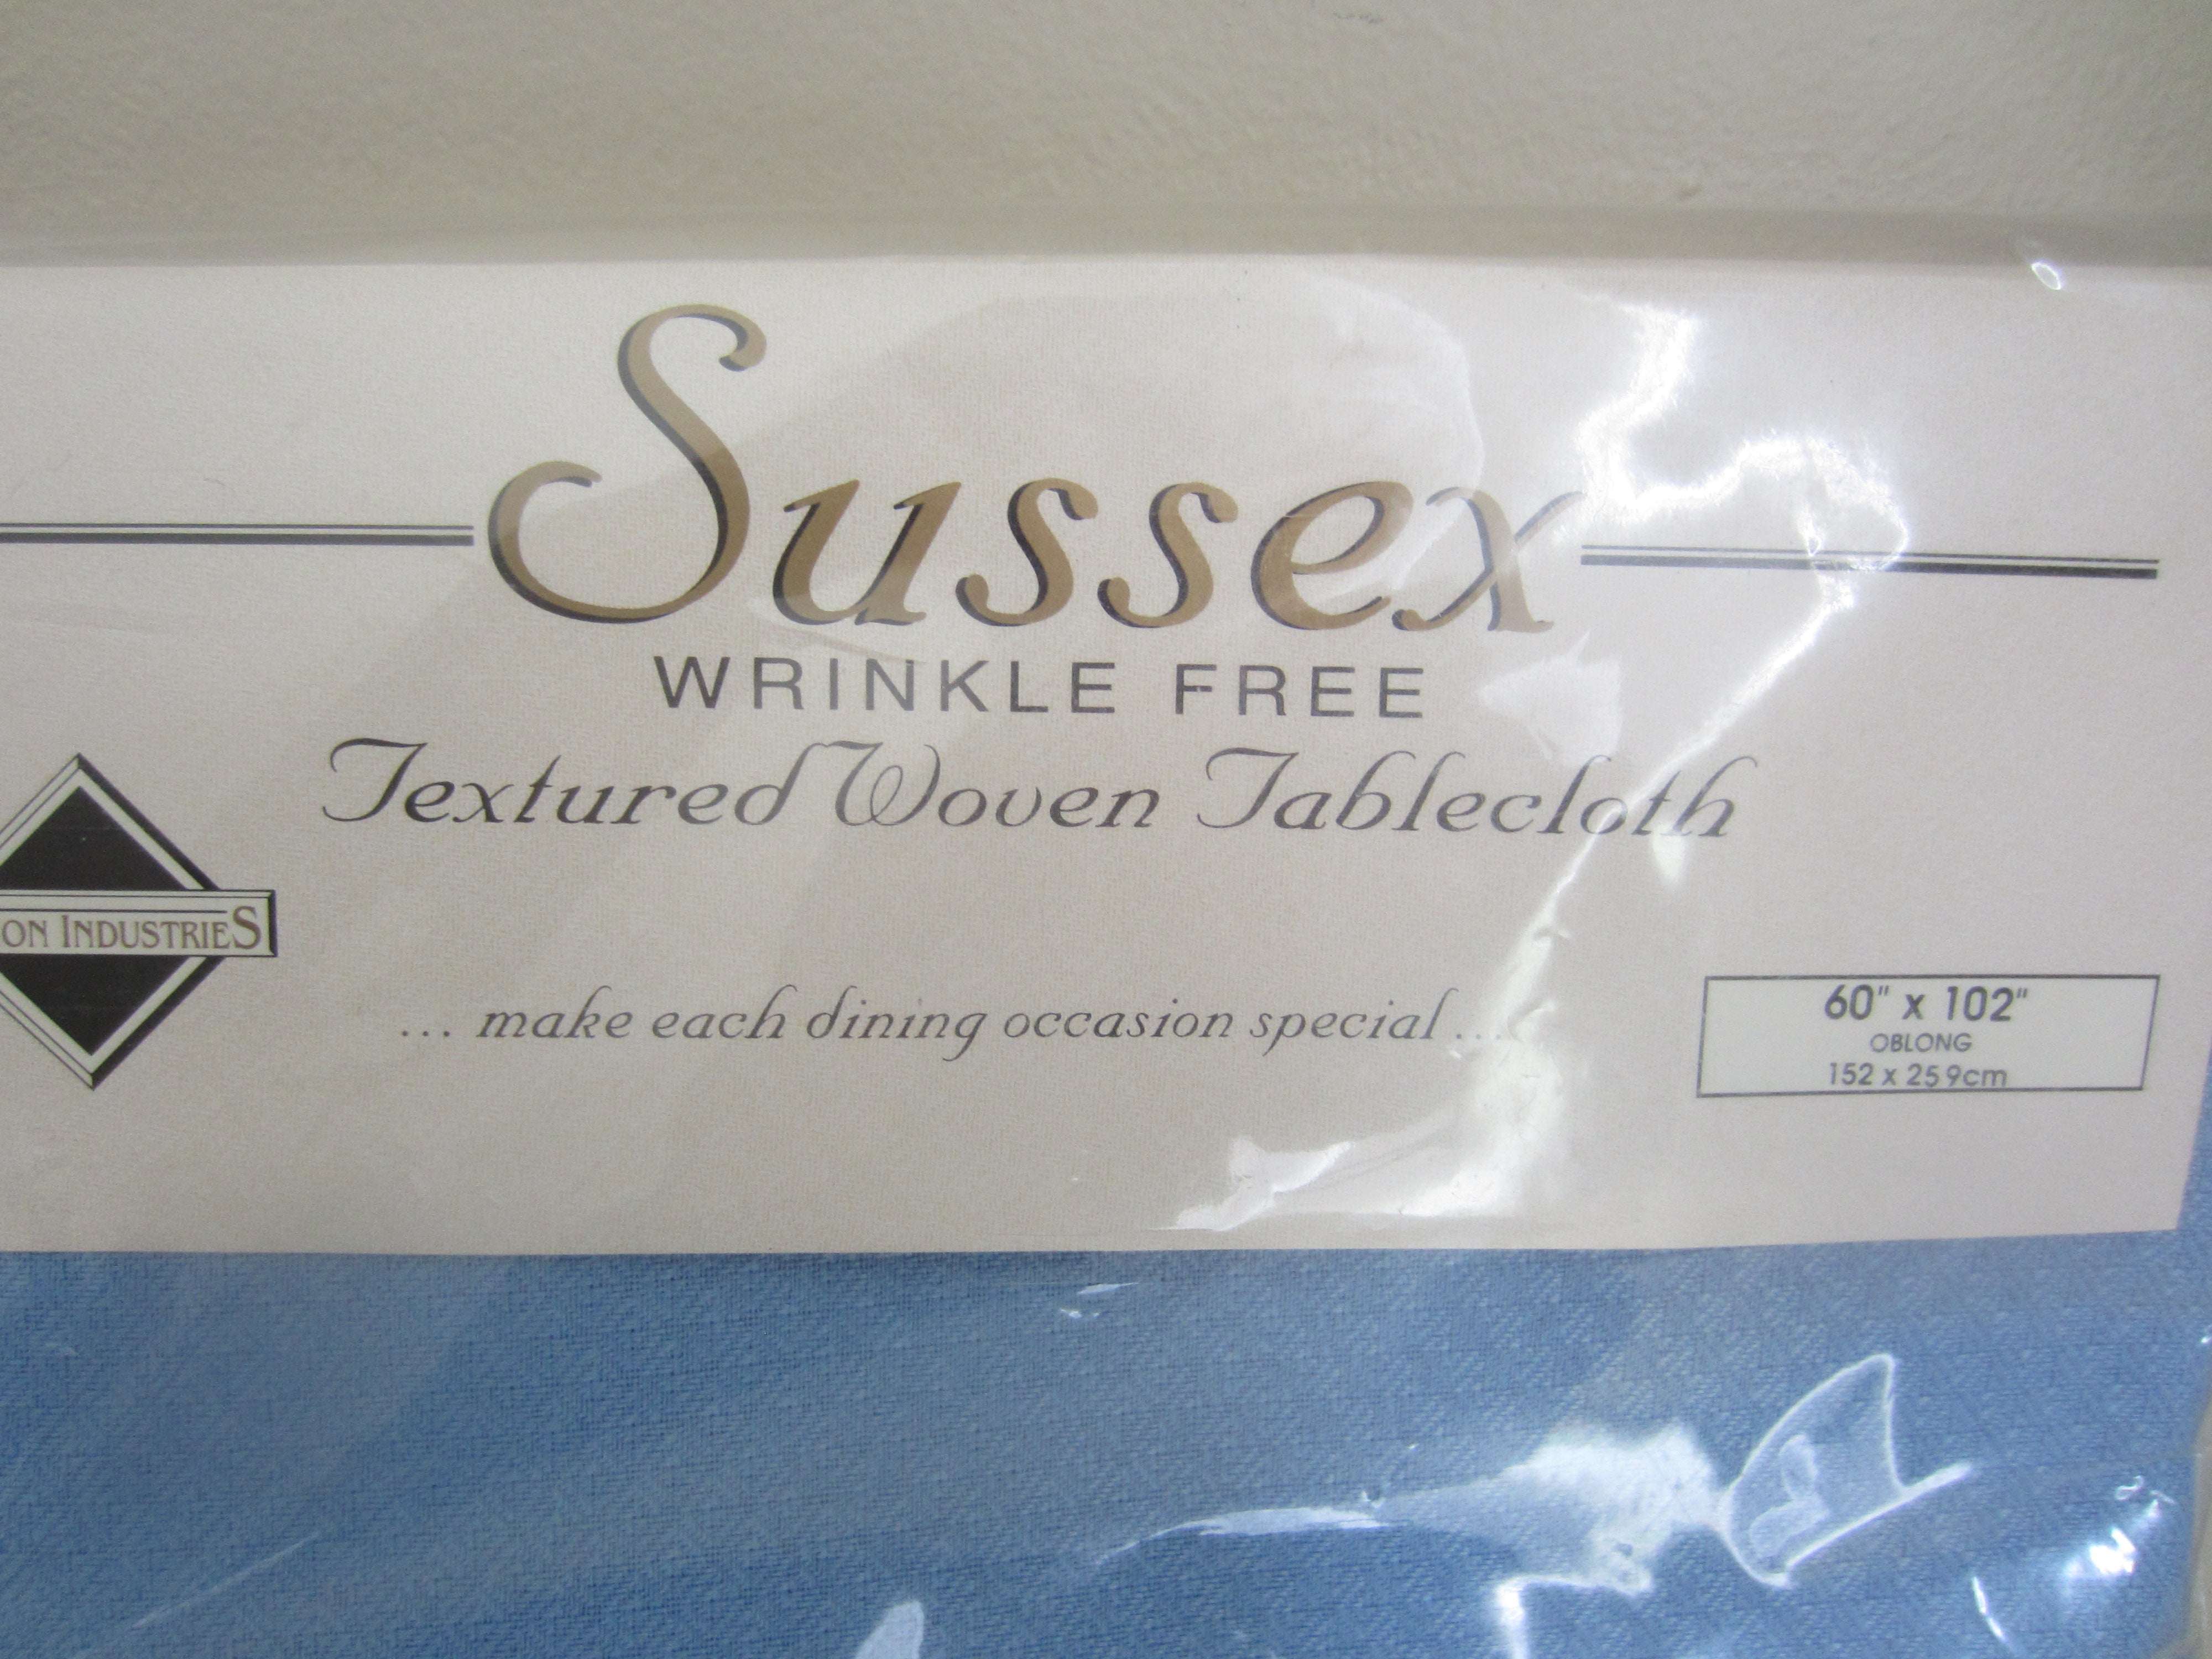 Sussex
WRINKLE FREE
Textured Woven Tablecloth
ON INDUSTRIES
... make each dining occasion special ...
60" x 102"
OBLONG
152 x 259cm